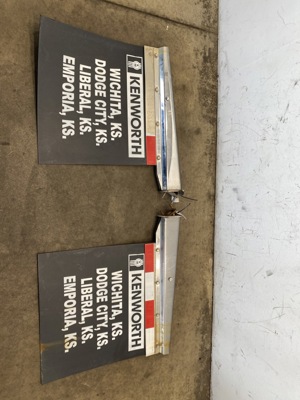 KENWORTH
WICHITA, KS.
DODGE CITY, KS.
LIBERAL, KS.
EMPORIA, KS.
KENWORTH
WICHITA, KS.
DODGE CITY, KS.
LIBERAL, KS.
EMPORIA, KS.